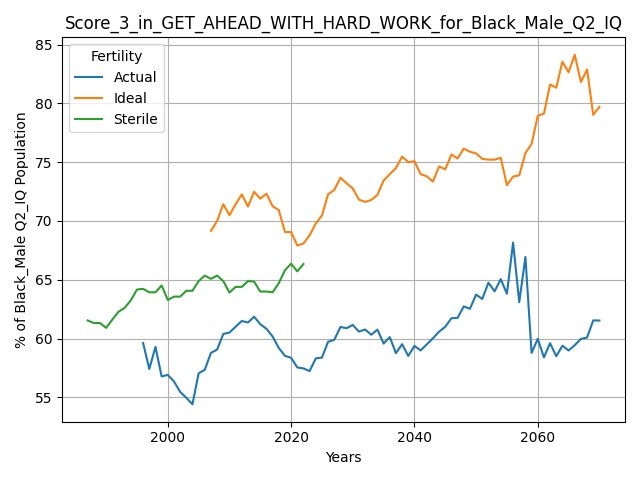 Score_3_in_GET_AHEAD_WITH_HARD_WORK_for_Black_Male_Q2_IQ
Fertility
Actual
Ideal
Sterile
% of Black_Male Q2_IQ Population
85
80
75
70
65
60
55
2000
2020
2040
2060
Years